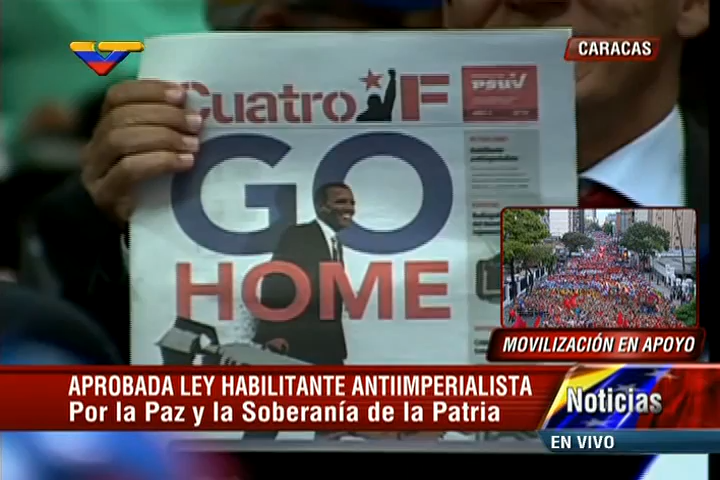 CARACAS
Cuatro F
PSUV
GO
HOME
MOVILIZACIÓN EN APOYO
APROBADA LEY HABILITANTE ANTIIMPERIALISTA
Por la Paz y la Soberanía de la Patria
Noticias
EN VIVO